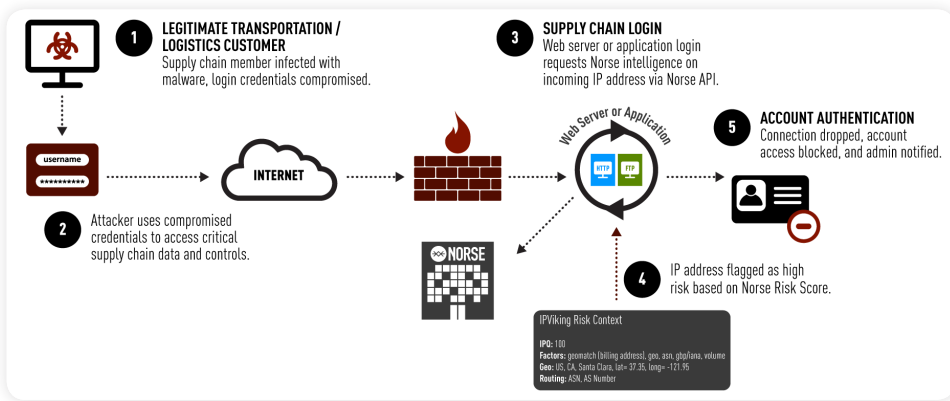 1
LEGITIMATE TRANSPORTATION /
LOGISTICS CUSTOMER
Supply chain member infected with
malware, login credentials compromised.
3
SUPPLY CHAIN LOGIN
Web server or application login
requests Norse intelligence on
incoming IP address via Norse API.
Web Server or Application
HTTP
FTP
5
ACCOUNT AUTHENTICATION
Connection dropped, account
access blocked, and admin notified.
username
**********
INTERNET
2
Attacker uses compromised
credentials to access critical
supply chain data and controls.
NORSE
4
IP address flagged as high
risk based on Norse Risk Score.
IPViking Risk Context
IPQ: 100
Factors: geomatch (billing address), geo, asn, gbp/iana, volume
Geo: US, CA, Santa Clara, lat= 37.35, long= -121.95
Routing: ASN, AS Number